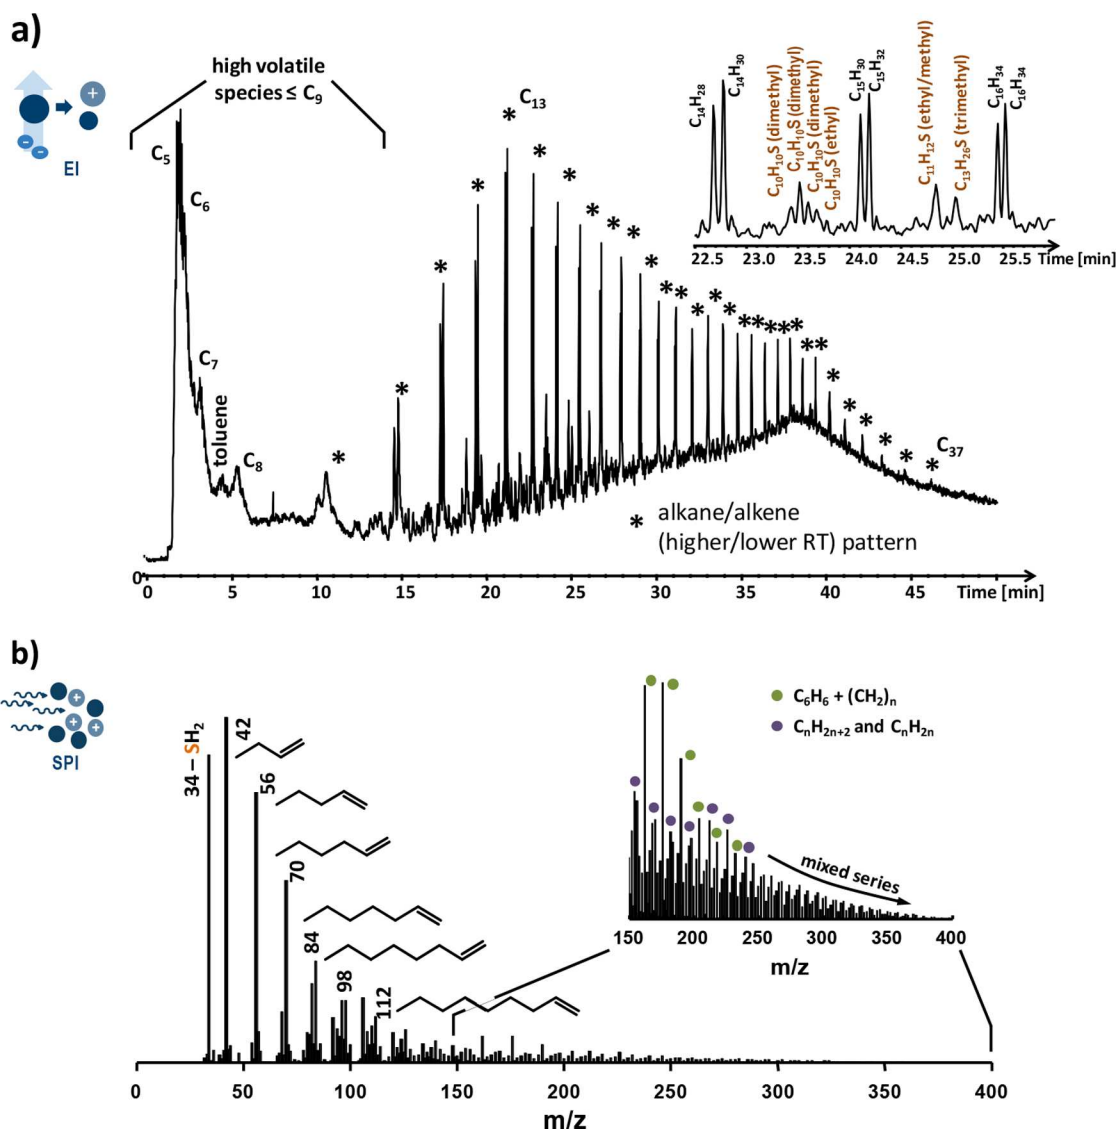 a)
high volatile
species ≤ C₉
EI
C₅
C₆
C₇
toluene
C₈
*
C₁₃
C₃₇
* alkane/alkene
(higher/lower RT) pattern
0
0 5 10 15 20 25 30 35 40 45 Time [min]
C₁₄H₂₈
C₁₄H₃₀
C₁₀H₁₀S (dimethyl)
C₁₀H₁₀S (dimethyl)
C₁₀H₁₀S (dimethyl)
C₁₀H₁₀S (ethyl)
C₁₅H₃₀
C₁₅H₃₂
C₁₁H₁₂S (ethyl/methyl)
C₁₃H₂₆S (trimethyl)
C₁₆H₃₄
C₁₆H₃₄
22.5 23.0 23.5 24.0 24.5 25.0 25.5 Time [min]
b)
SPI
34 – SH₂
42
56
70
84
98
112
C₆H₆ + (CH₂)n
CnH2n+2 and CnH2n
mixed series
150 200 250 300 350 400
m/z
0 50 100 150 200 250 300 350 400
m/z